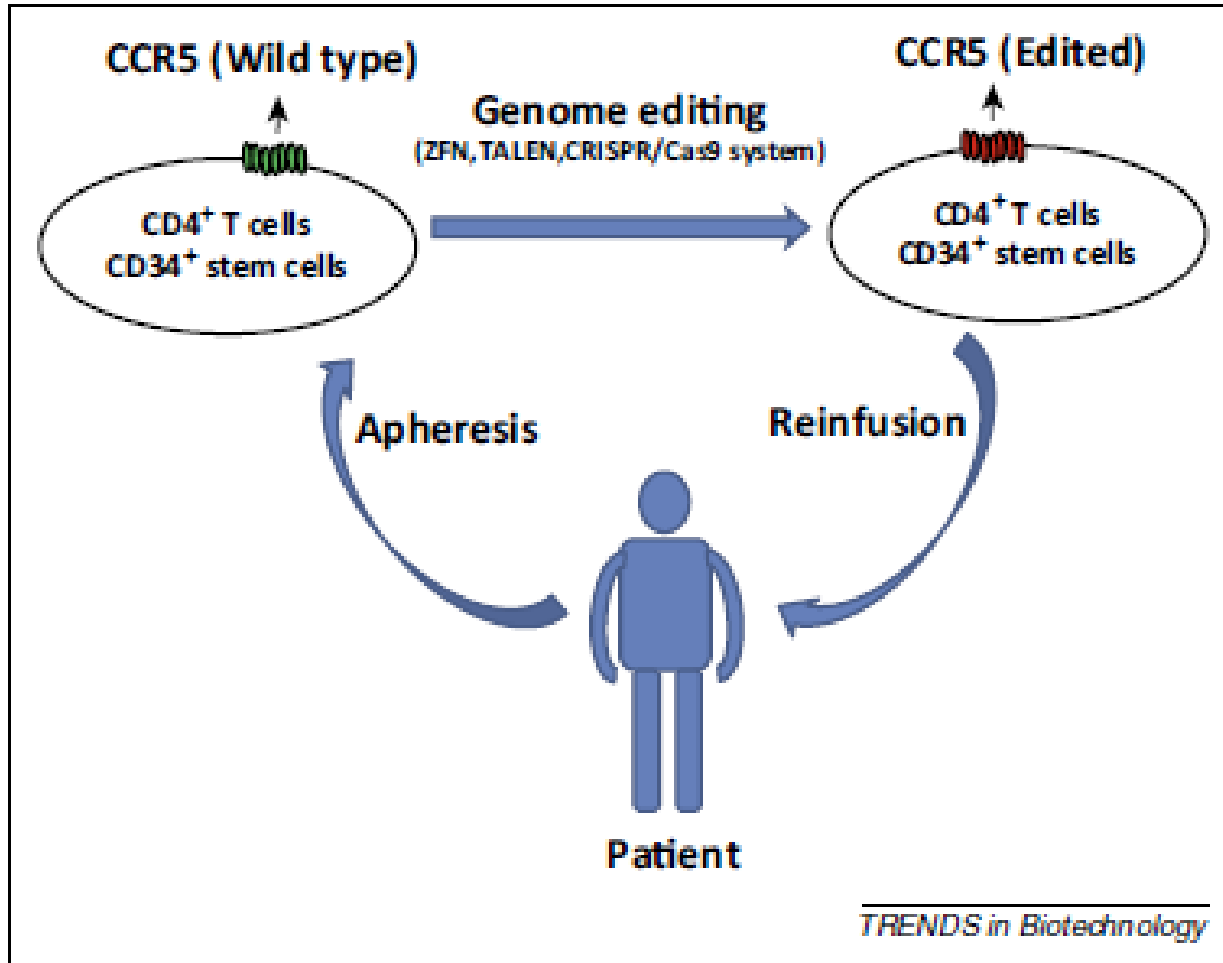 CCR5 (Wild type)
CCR5 (Edited)
Genome editing
(ZFN,TALEN,CRISPR/Cas9 system)
CD4⁺ T cells
CD34⁺ stem cells
CD4⁺ T cells
CD34⁺ stem cells
Apheresis
Reinfusion
Patient
TRENDS in Biotechnology